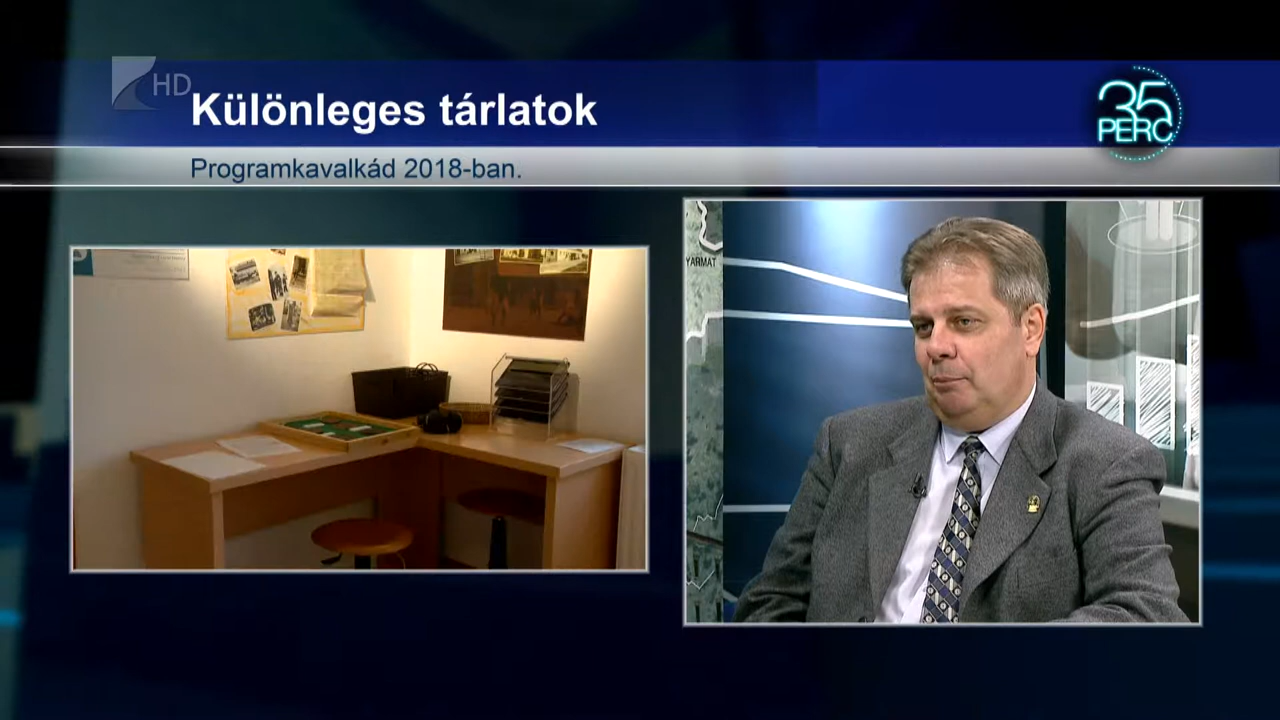 HD
Különleges tárlatok
35
PERC
Programkavalkád 2018-ban.
YARMAT